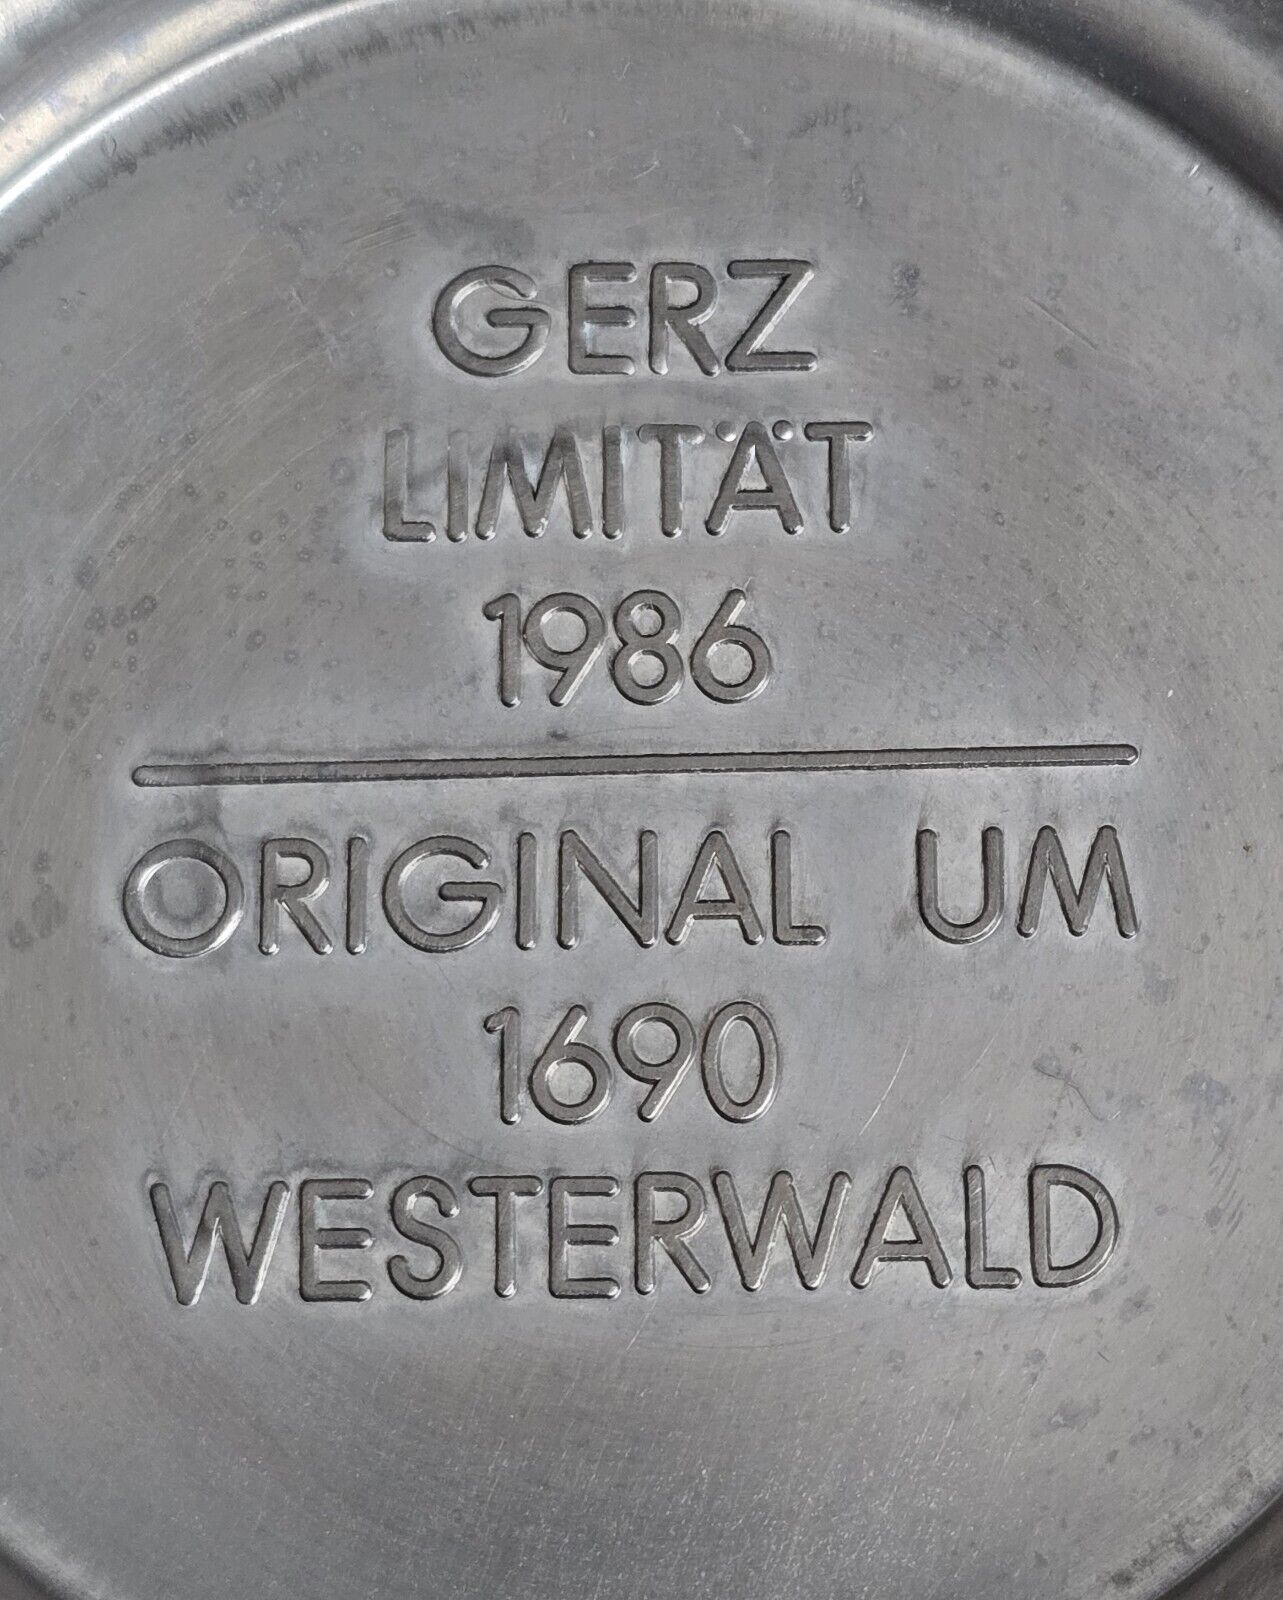 GERZ
LIMITÄT
1986
ORIGINAL UM
1690
WESTERWALD